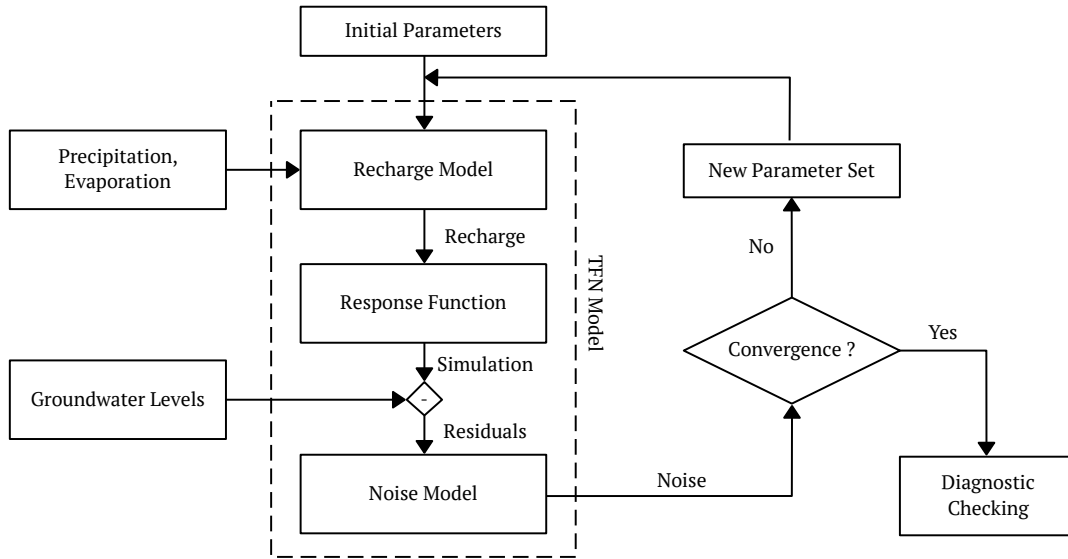 Initial Parameters
Precipitation,
Evaporation
Recharge Model
New Parameter Set
Recharge
No
TFN Model
Response Function
Yes
Convergence ?
Simulation
Groundwater Levels
-
Residuals
Noise
Noise Model
Diagnostic
Checking